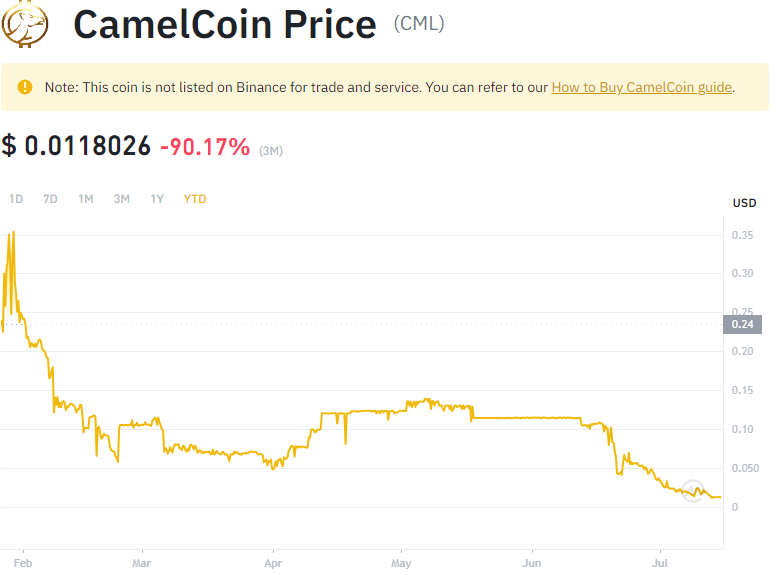 CamelCoin Price (CML)
Note: This coin is not listed on Binance for trade and service. You can refer to our How to Buy CamelCoin guide.
$ 0.0118026 -90.17% (3M)
1D 7D 1M 3M 1Y YTD
USD
0.35
0.30
0.25
0.24
0.20
0.15
0.10
0.050
0
Feb Mar Apr May Jun Jul